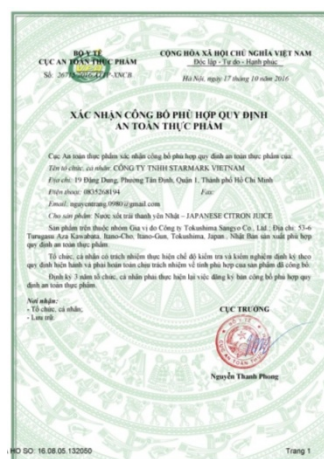 BỘ Y TẾ
CỤC AN TOÀN THỰC PHẨM
CỘNG HÒA XÃ HỘI CHỦ NGHĨA VIỆT NAM
Độc lập - Tự do - Hạnh phúc
Hà Nội, ngày 17 tháng 10 năm 2016
XÁC NHẬN CÔNG BỐ PHÙ HỢP QUY ĐỊNH
AN TOÀN THỰC PHẨM
Cục An toàn thực phẩm xác nhận công bố phù hợp quy định an toàn thực phẩm của:
Tên tổ chức, cá nhân: CÔNG TY TNHH STARMARK VIETNAM
Địa chỉ: 19 Đặng Dung, Phường Tân Định, Quận 1, Thành phố Hồ Chí Minh
Điện thoại: 0835268194 Fax:
Email: nguyentrang.0980@gmail.com
Cho sản phẩm: Nước sốt trái thanh yên Nhật – JAPANESE CITRON JUICE
Sản phẩm trên thuộc nhóm Gia vị do Công ty Tokushima Sangyo Co., Ltd.; Địa chỉ: 53-6
Kawabata, Itano-Cho, Itano-Gun, Tokushima, Japan, Nhật Bản sản xuất phù hợp
quy định an toàn thực phẩm.
Tổ chức, cá nhân có trách nhiệm thực hiện chế độ kiểm tra và kiểm nghiệm định kỳ theo
quy định hiện hành và phải hoàn toàn chịu trách nhiệm về tính phù hợp của sản phẩm đã công bố.
Định kỳ 3 năm tổ chức, cá nhân phải thực hiện lại việc đăng ký bản công bố phù hợp quy
định an toàn thực phẩm.
Nơi nhận:
- Tổ chức, cá nhân;
- Lưu trữ.
CỤC TRƯỞNG
Nguyễn Thanh Phong
HO SO: 16.08.05.132050
Trang 1